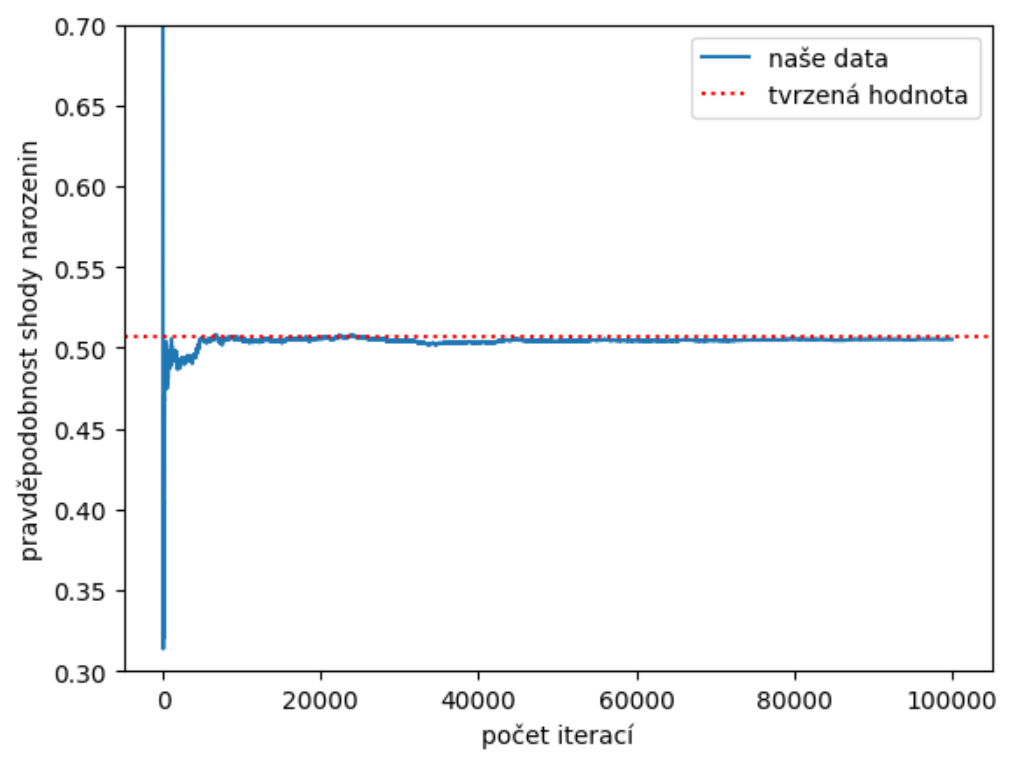 0.70
0.65
0.60
0.55
0.50
0.45
0.40
0.35
0.30
pravděpodobnost shody narozenin
naše data
tvrzená hodnota
0 20000 40000 60000 80000 100000
počet iterací